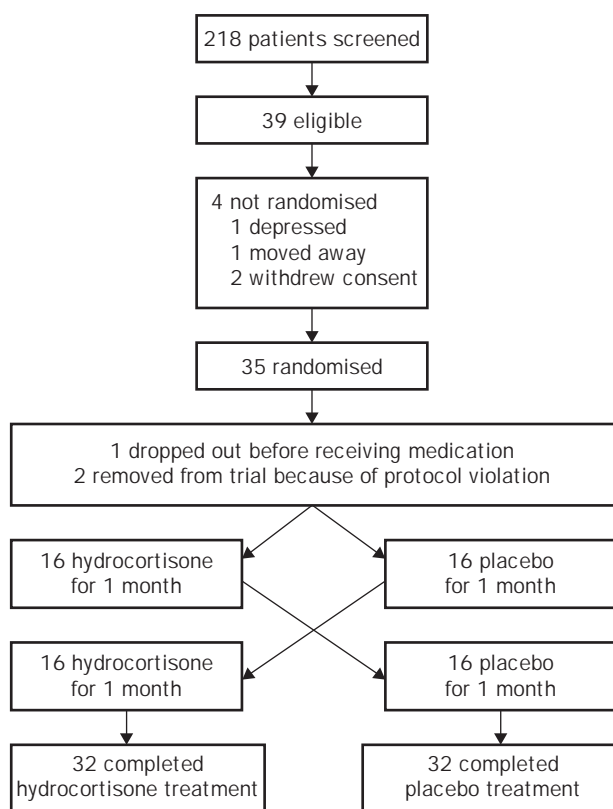 218 patients screened
39 eligible
4 not randomised
1 depressed
1 moved away
2 withdrew consent
35 randomised
1 dropped out before receiving medication
2 removed from trial because of protocol violation
16 hydrocortisone
for 1 month
16 placebo
for 1 month
16 hydrocortisone
for 1 month
16 placebo
for 1 month
32 completed
hydrocortisone treatment
32 completed
placebo treatment